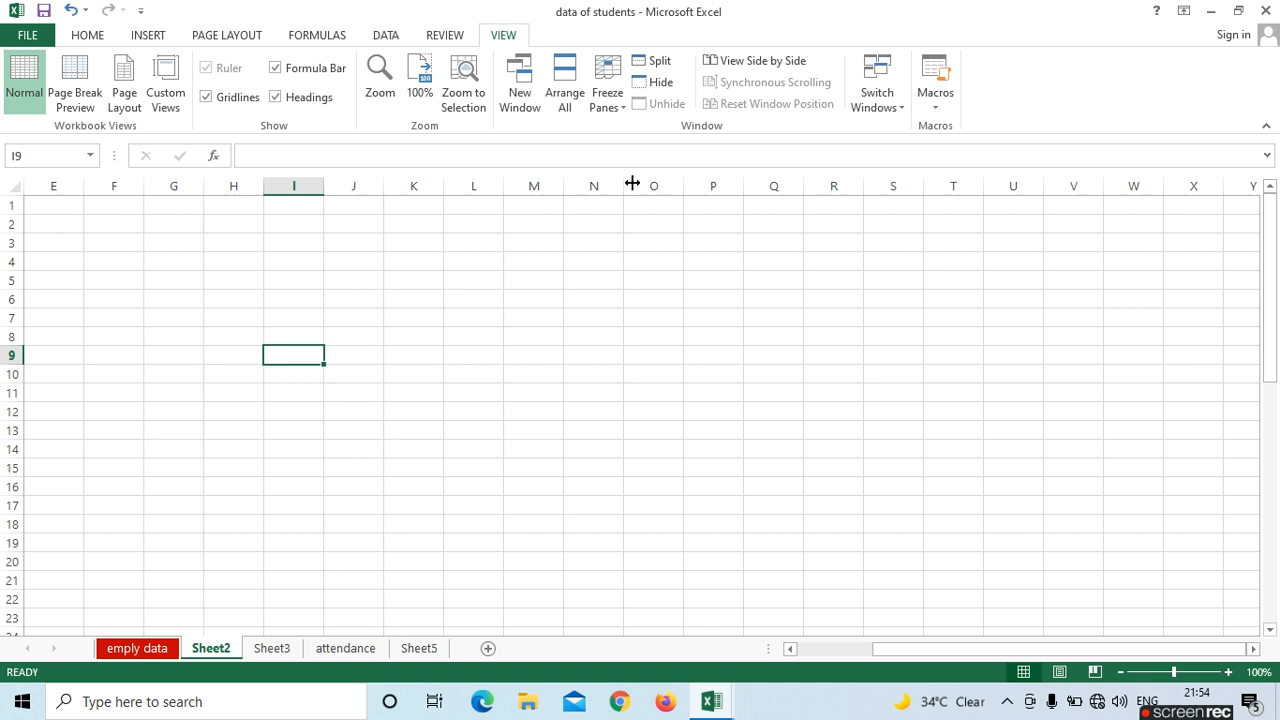 data of students - Microsoft Excel
?
FILE HOME INSERT PAGE LAYOUT FORMULAS DATA REVIEW VIEW Sign in
Normal
Page Break Preview
Page Layout
Custom Views
Workbook Views
Ruler Formula Bar
Gridlines Headings
Show
Zoom
100%
Zoom to Selection
Zoom
New Window
Arrange All
Freeze Panes
Split
Hide
Unhide
View Side by Side
Synchronous Scrolling
Reset Window Position
Window
Switch Windows
Macros
Macros
I9 fx
E F G H I J K L M N O P Q R S T U V W X Y
1
2
3
4
5
6
7
8
9
10
11
12
13
14
15
16
17
18
19
20
21
22
23
emply data Sheet2 Sheet3 attendance Sheet5
READY 100%
Type here to search
34°C Clear
ENG
21:54
5
screenrec